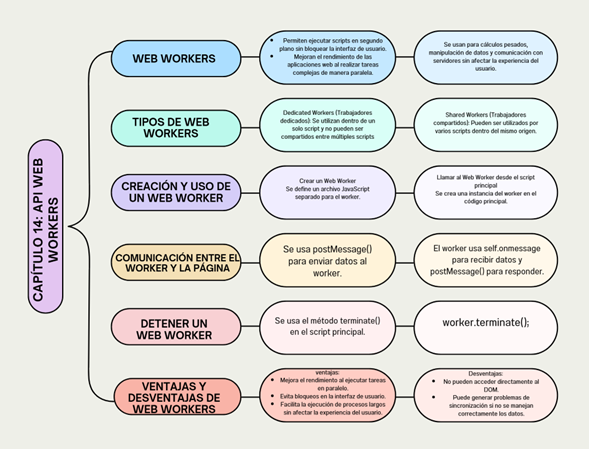 CAPÍTULO 14: API WEB
WORKERS
WEB WORKERS
• Permiten ejecutar scripts en segundo
plano sin bloquear la interfaz de usuario.
• Mejoran el rendimiento de las
aplicaciones web al realizar tareas
complejas de manera paralela.
Se usan para cálculos pesados,
manipulación de datos y comunicación con
servidores sin afectar la experiencia del
usuario.
TIPOS DE WEB
WORKERS
Dedicated Workers (Trabajadores
dedicados): Se utilizan dentro de un
solo script y no pueden ser
compartidos entre múltiples scripts
Shared Workers (Trabajadores
compartidos): Pueden ser utilizados por
varios scripts dentro del mismo origen.
CREACIÓN Y USO DE
UN WEB WORKER
Crear un Web Worker
Se define un archivo JavaScript
separado para el worker.
Llamar al Web Worker desde el script
principal
Se crea una instancia del worker en el
código principal.
COMUNICACIÓN ENTRE EL
WORKER Y LA PÁGINA
Se usa postMessage()
para enviar datos al
worker.
El worker usa self.onmessage
para recibir datos y
postMessage() para responder.
DETENER UN
WEB WORKER
Se usa el método terminate()
en el script principal.
worker.terminate();
VENTAJAS Y
DESVENTAJAS DE
WEB WORKERS
ventajas:
• Mejora el rendimiento al ejecutar tareas
en paralelo.
• Evita bloqueos en la interfaz de usuario.
• Facilita la ejecución de procesos largos
sin afectar la experiencia del usuario.
Desventajas:
• No pueden acceder directamente al
DOM.
• Puede generar problemas de
sincronización si no se manejan
correctamente los datos.